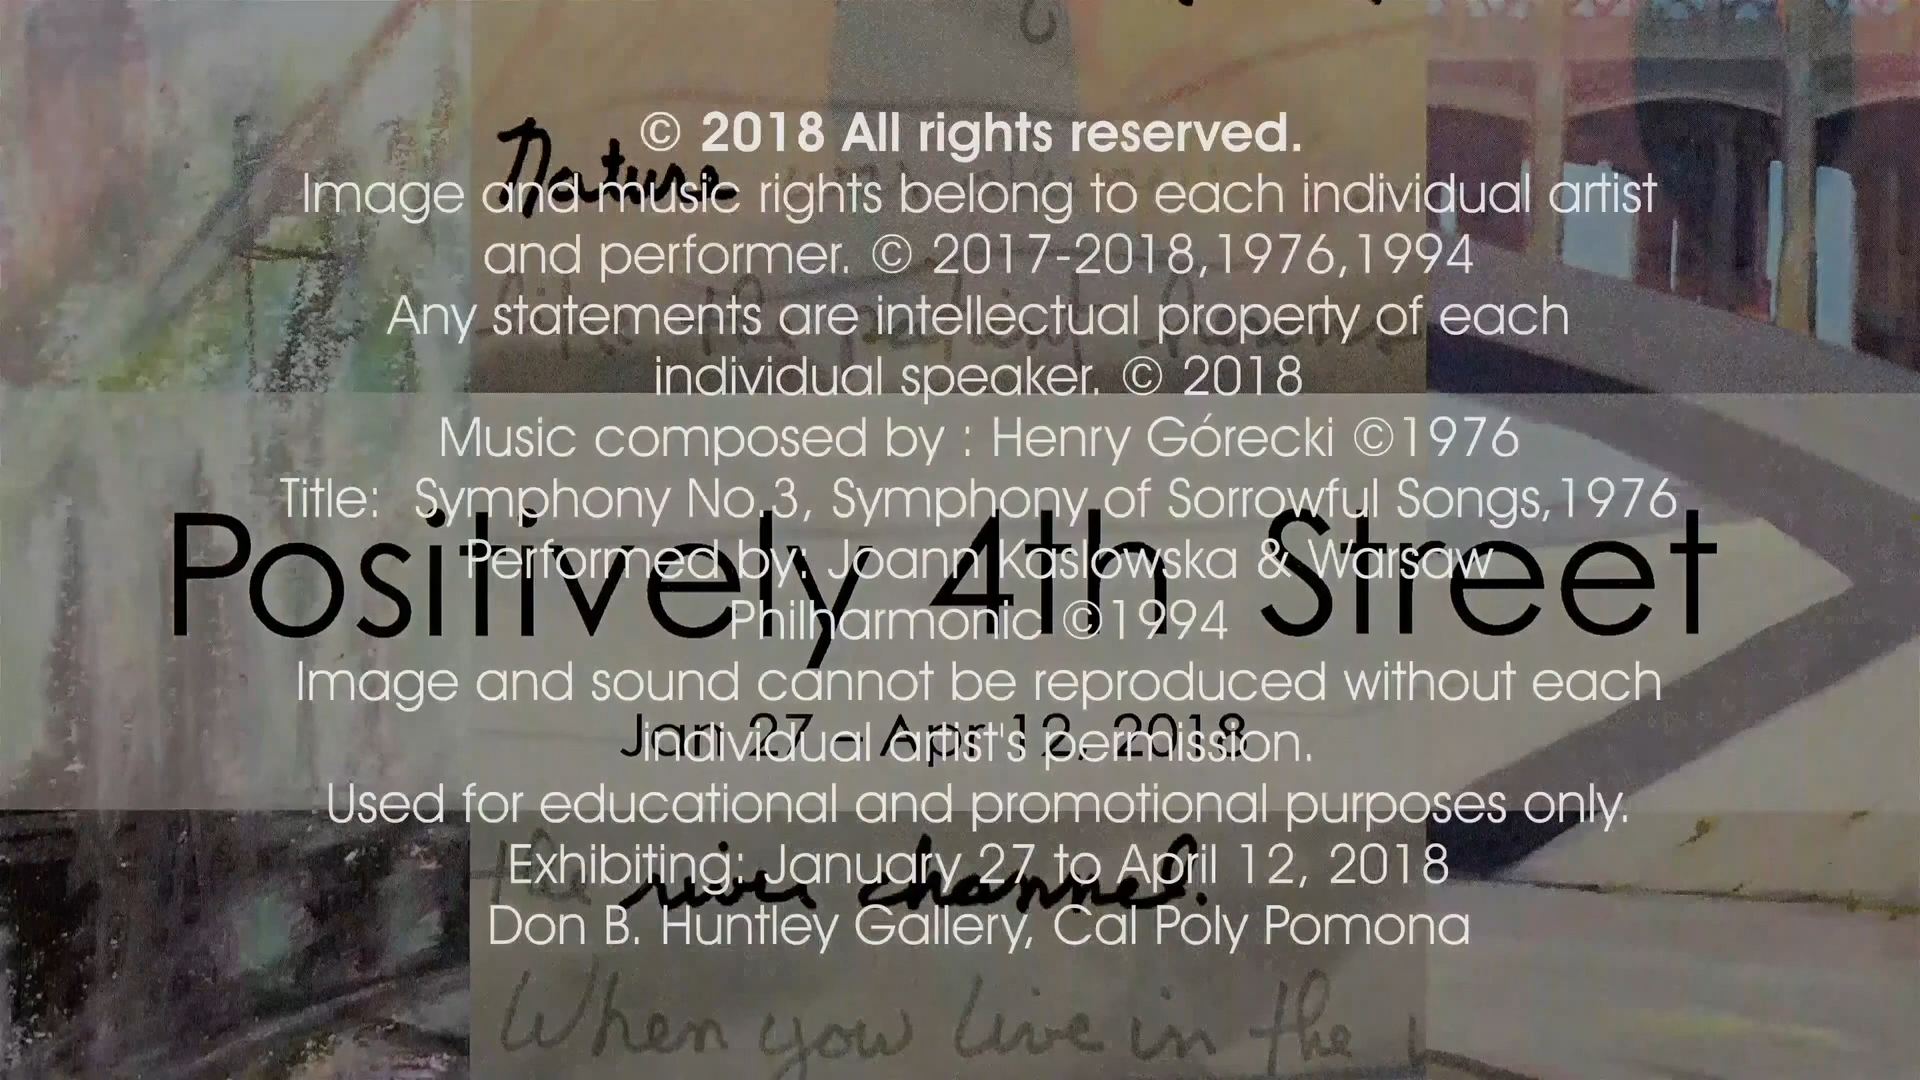 © 2018 All rights reserved.
Nature
Image and music rights belong to each individual artist
and performer. © 2017-2018,1976,1994
Any statements are intellectual property of each
like the
individual speaker. © 2018
Music composed by : Henry Górecki ©1976
Title: Symphony No.3, Symphony of Sorrowful Songs,1976
Positively 4th Street
Performed by: Joann Kaslowska & Warsaw
Philharmonic ©1994
Image and sound cannot be reproduced without each
Jan 27 - Apr 12, 2018
individual artist's permission.
Used for educational and promotional purposes only.
Exhibiting: January 27 to April 12, 2018
the river channel.
Don B. Huntley Gallery, Cal Poly Pomona
When you live in the